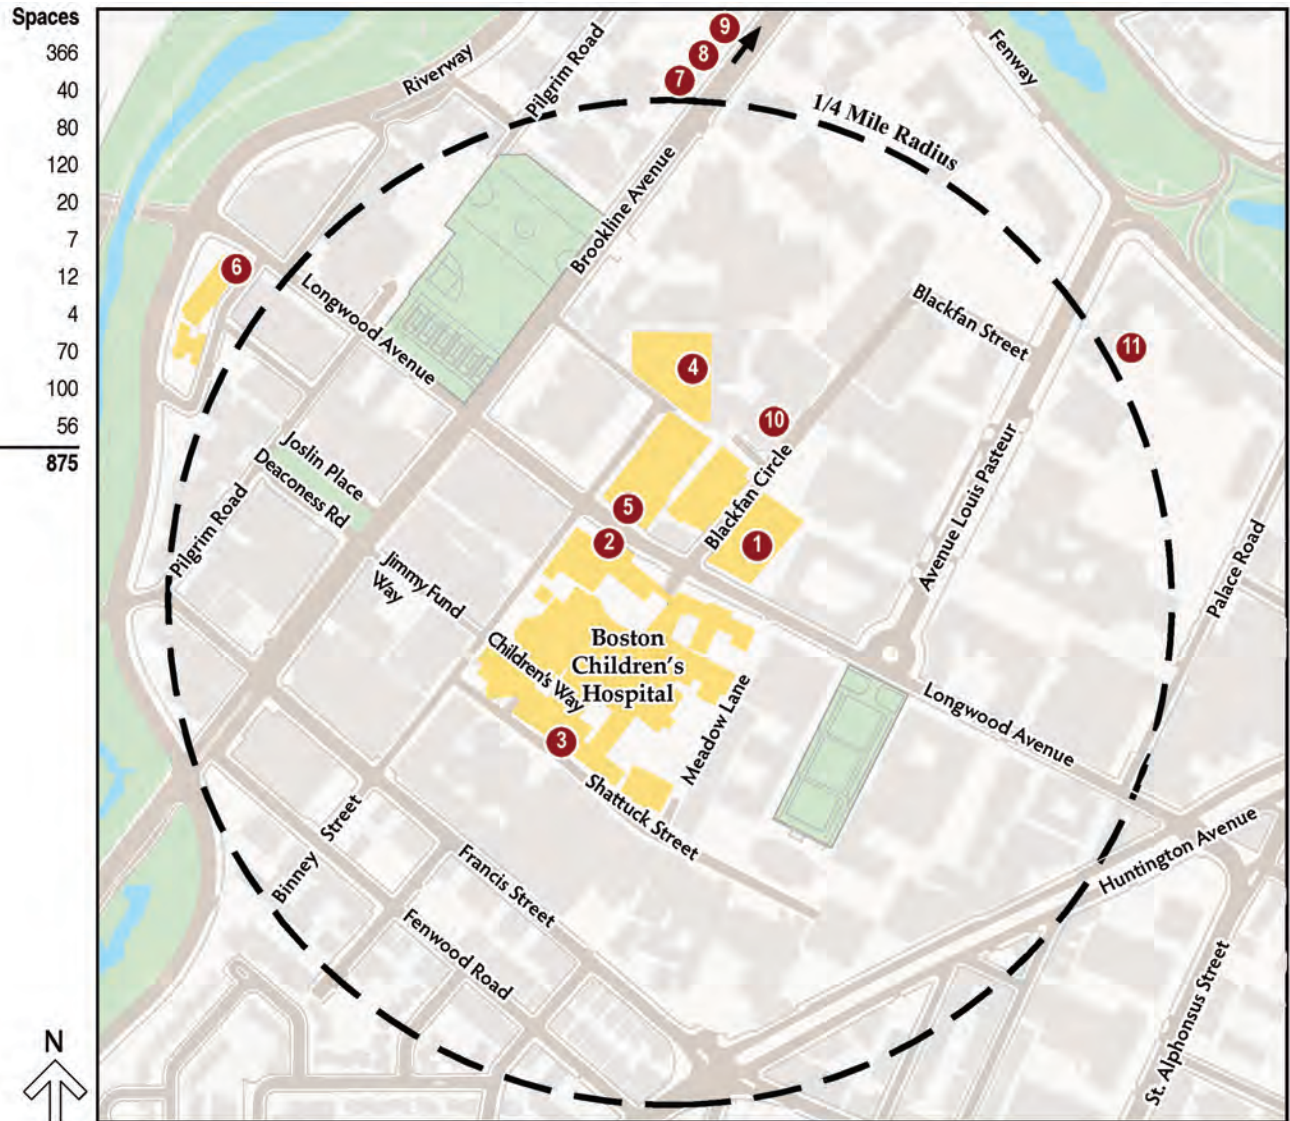 Spaces
366
40
80
120
20
7
12
4
70
100
56
875
N
9
8
7
Riverway
Pilgrim Road
Fenway
1/4 Mile Radius
Brookline Avenue
6
Longwood Avenue
Blackfan Street
11
4
10
Joslin Place
Deaconess Rd
Pilgrim Road
Blackfan Circle
Avenue Louis Pasteur
5
2
1
Palace Road
Jimmy Fund
Way
Boston
Children's
Hospital
Children's Way
Meadow Lane
Longwood Avenue
3
Shattuck Street
Binney Street
Francis Street
Huntington Avenue
Fenwood Road
St. Alphonsus Street